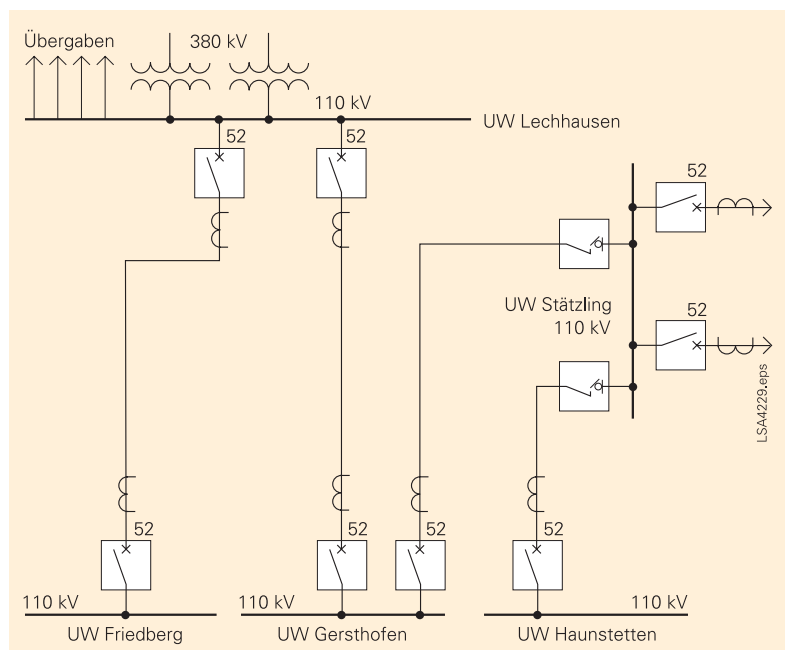 Übergaben
380 kV
110 kV
UW Lechhausen
52
52
52
UW Stätzling
110 kV
52
LSA4229.eps
52
52
52
52
110 kV
110 kV
110 kV
UW Friedberg
UW Gersthofen
UW Haunstetten